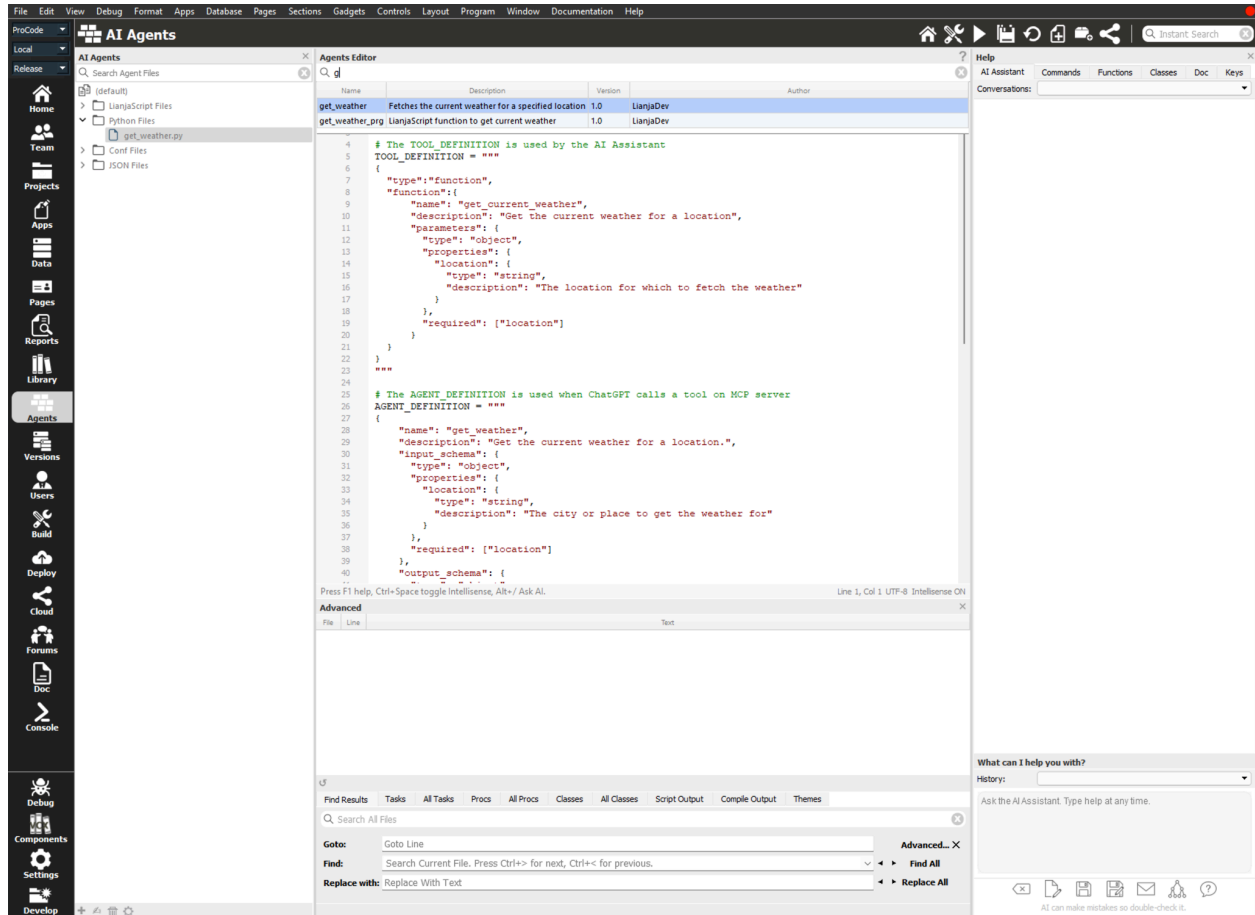 File Edit View Debug Format Apps Database Pages Sections Gadgets Controls Layout Program Window Documentation Help
ProCode
AI Agents
Instant Search
Local
Release
Home
Team
Projects
Apps
Data
Pages
Reports
Library
Agents
Versions
Users
Build
Deploy
Cloud
Forums
Doc
Console
Debug
Components
Settings
Develop
AI Agents
Search Agent Files
(default)
LianjaScript Files
Python Files
get_weather.py
Conf Files
JSON Files
Agents Editor
g
Name Description Version Author
get_weather Fetches the current weather for a specified location 1.0 LianjaDev
get_weather_prg LianjaScript function to get current weather 1.0 LianjaDev
4 # The TOOL_DEFINITION is used by the AI Assistant
5 TOOL_DEFINITION = """
6 {
7 "type":"function",
8 "function":{
9 "name": "get_current_weather",
10 "description": "Get the current weather for a location",
11 "parameters": {
12 "type": "object",
13 "properties": {
14 "location": {
15 "type": "string",
16 "description": "The location for which to fetch the weather"
17 }
18 },
19 "required": ["location"]
20 }
21 }
22 }
23 """
24
25 # The AGENT_DEFINITION is used when ChatGPT calls a tool on MCP server
26 AGENT_DEFINITION = """
27 {
28 "name": "get_weather",
29 "description": "Get the current weather for a location.",
30 "input_schema": {
31 "type": "object",
32 "properties": {
33 "location": {
34 "type": "string",
35 "description": "The city or place to get the weather for"
36 }
37 },
38 "required": ["location"]
39 },
40 "output_schema": {
Press F1 help, Ctrl+Space toggle Intellisense, Alt+/ Ask AI.
Line 1, Col 1 UTF-8 Intellisense ON
Advanced
File Line Text
Find Results Tasks All Tasks Procs All Procs Classes All Classes Script Output Compile Output Themes
Search All Files
Goto: Goto Line Advanced...
Find: Search Current File. Press Ctrl+> for next, Ctrl+< for previous. Find All
Replace with: Replace With Text Replace All
Help
AI Assistant Commands Functions Classes Doc Keys
Conversations:
What can I help you with?
History:
Ask the AI Assistant. Type help at any time.
AI can make mistakes so double-check it.